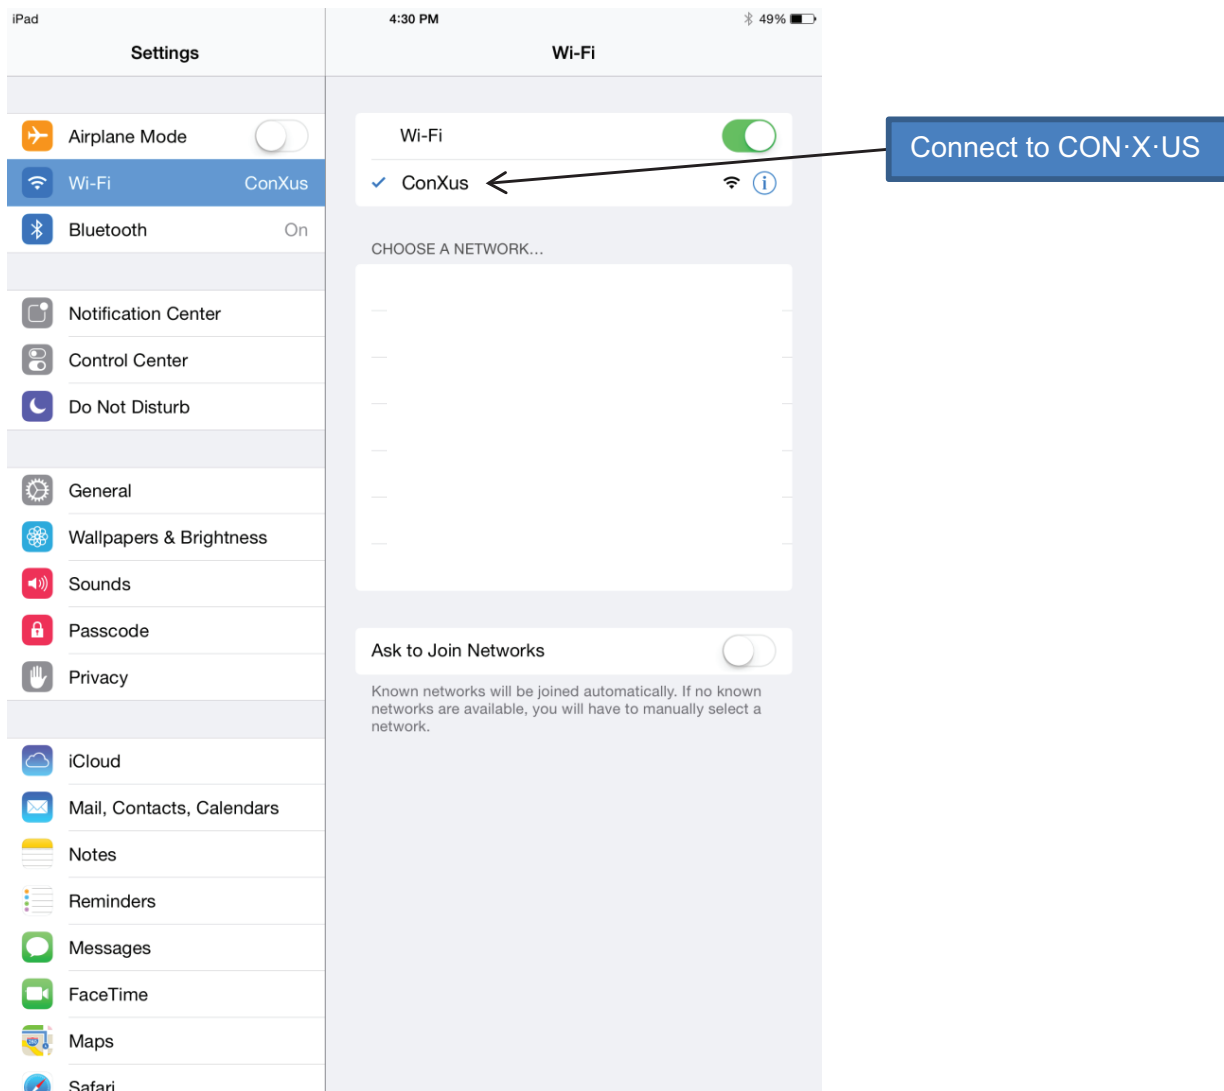 iPad
4:30 PM
49%
Settings
Wi-Fi
Airplane Mode
Wi-Fi ConXus
Bluetooth On
Notification Center
Control Center
Do Not Disturb
General
Wallpapers & Brightness
Sounds
Passcode
Privacy
iCloud
Mail, Contacts, Calendars
Notes
Reminders
Messages
FaceTime
Maps
Safari
Wi-Fi
ConXus
CHOOSE A NETWORK...
Ask to Join Networks
Known networks will be joined automatically. If no known
networks are available, you will have to manually select a
network.
Connect to CON·X·US